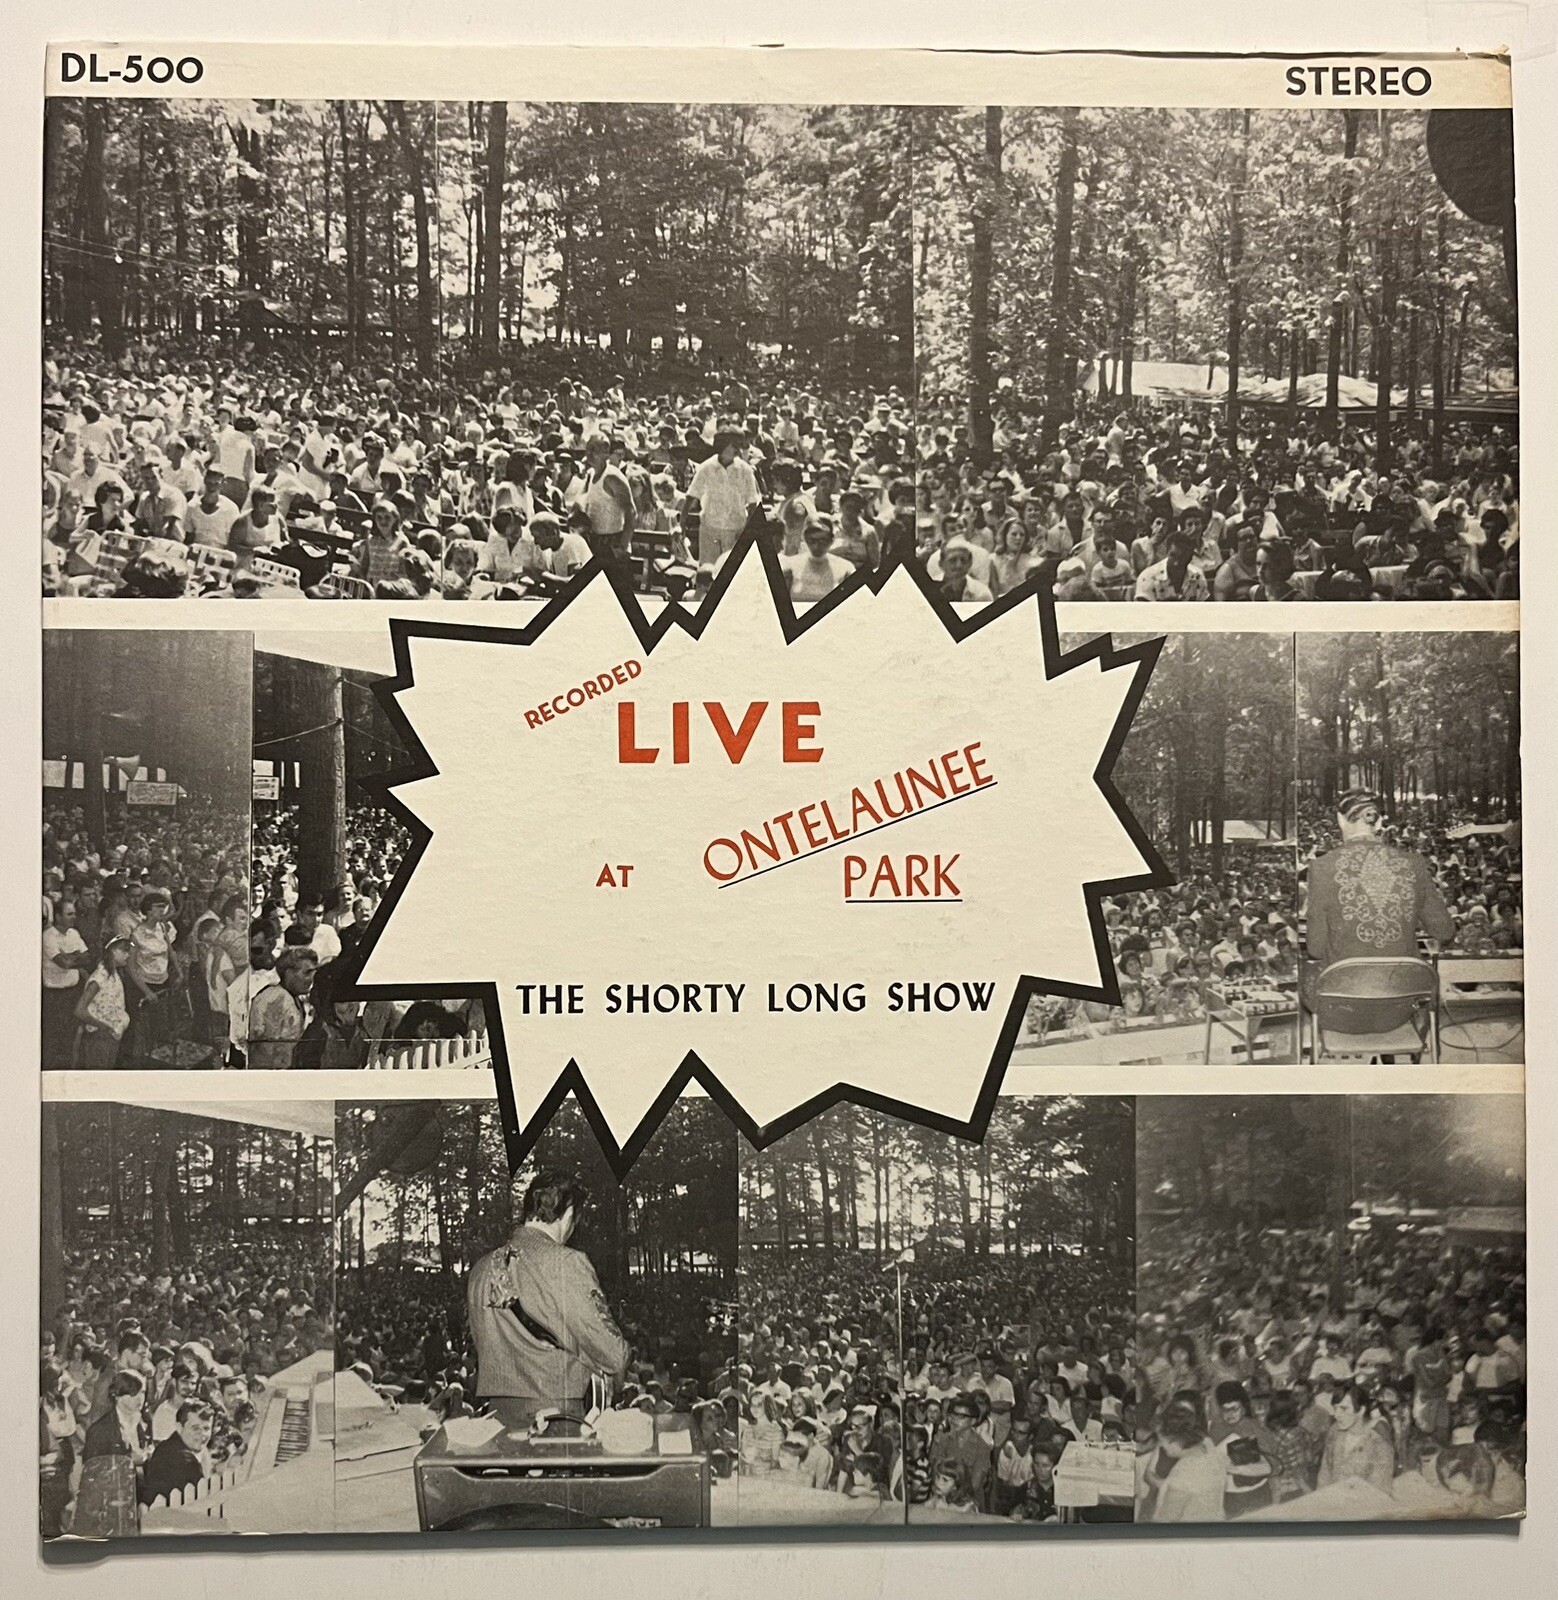 DL-500
STEREO
RECORDED
LIVE
AT ONTELAUNEE
PARK
THE SHORTY LONG SHOW